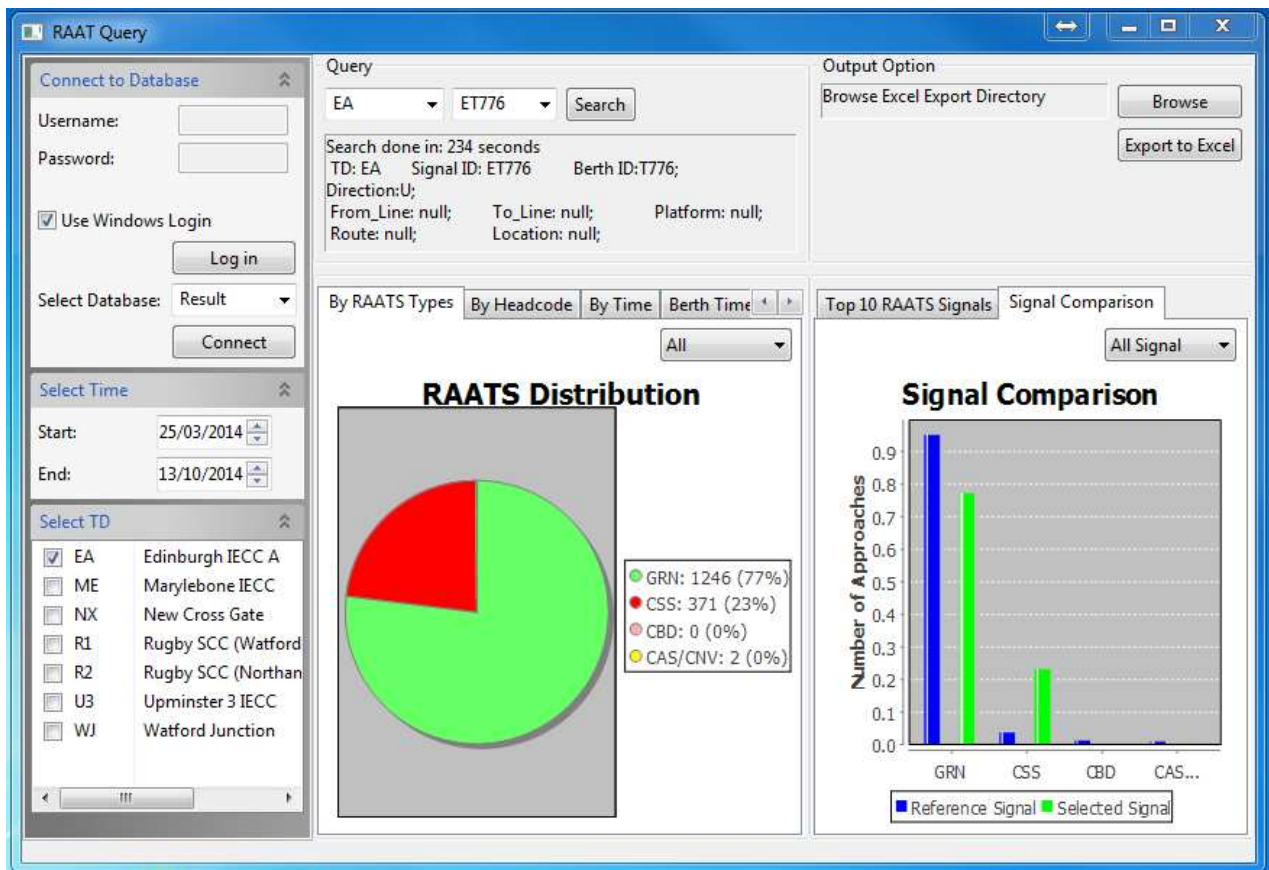 RAAT Query
Connect to Database
Username:
Password:
Use Windows Login
Log in
Select Database: Result
Connect
Select Time
Start: 25/03/2014
End: 13/10/2014
Select TD
EA Edinburgh IECC A
ME Marylebone IECC
NX New Cross Gate
R1 Rugby SCC (Watford
R2 Rugby SCC (Northan
U3 Upminster 3 IECC
WJ Watford Junction
Query
EA ET776 Search
Search done in: 234 seconds
TD: EA Signal ID: ET776 Berth ID:T776;
Direction:U;
From_Line: null; To_Line: null; Platform: null;
Route: null; Location: null;
Output Option
Browse Excel Export Directory Browse
Export to Excel
By RAATS Types By Headcode By Time Berth Time
All
RAATS Distribution
GRN: 1246 (77%)
CSS: 371 (23%)
CBD: 0 (0%)
CAS/CNV: 2 (0%)
Top 10 RAATS Signals Signal Comparison
All Signal
Signal Comparison
Number of Approaches
0.9
0.8
0.7
0.6
0.5
0.4
0.3
0.2
0.1
0.0
GRN CSS CBD CAS...
Reference Signal Selected Signal